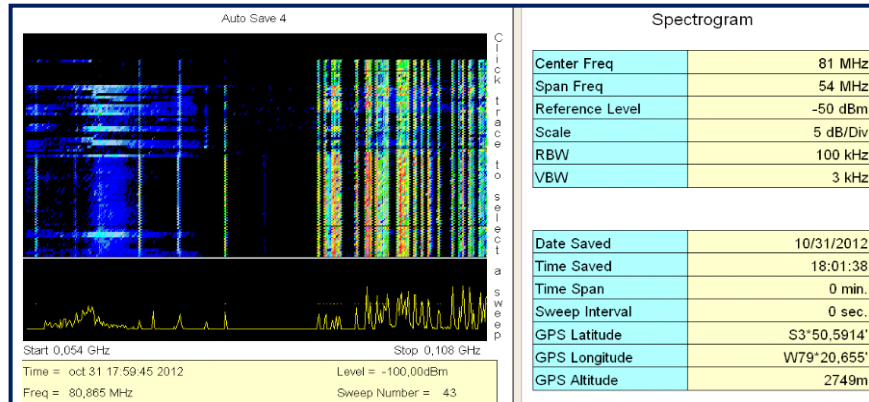 Auto Save 4
Click trace to select a sweep
Start 0,054 GHz
Stop 0,108 GHz
Time = oct 31 17:59:45 2012
Level = -100,00dBm
Freq = 80,865 MHz
Sweep Number = 43
Spectrogram
Center Freq 81 MHz
Span Freq 54 MHz
Reference Level -50 dBm
Scale 5 dB/Div
RBW 100 kHz
VBW 3 kHz
Date Saved 10/31/2012
Time Saved 18:01:38
Time Span 0 min.
Sweep Interval 0 sec.
GPS Latitude S3*50,5914'
GPS Longitude W79*20,655'
GPS Altitude 2749m